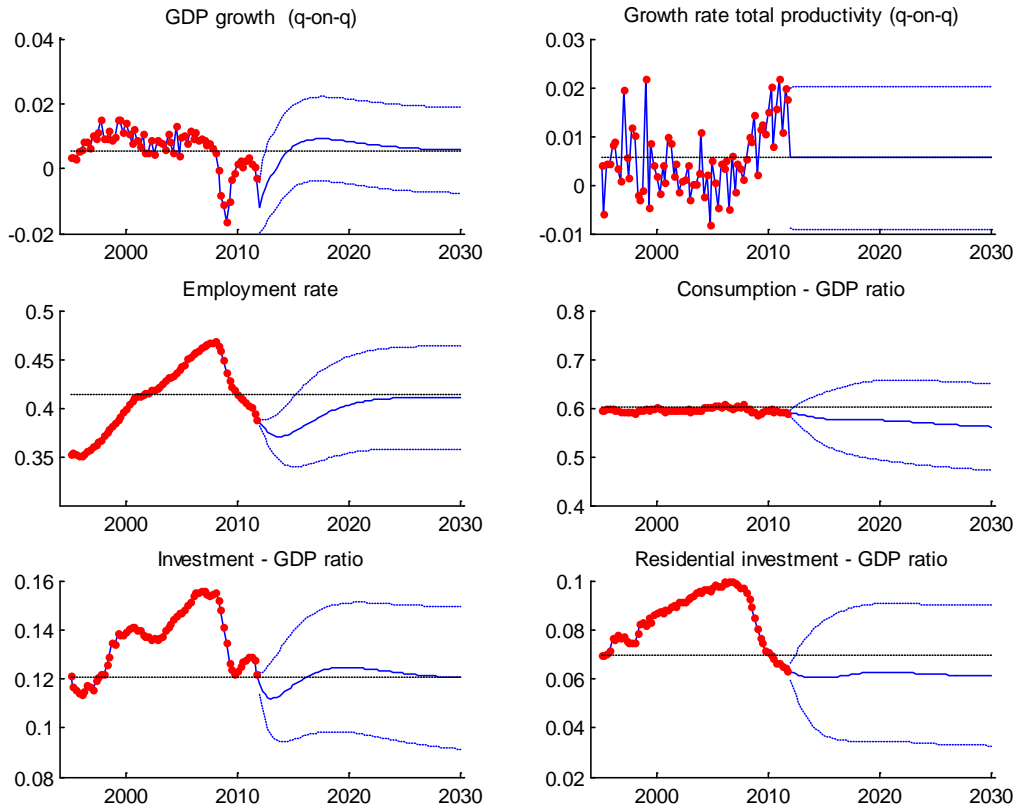 GDP growth (q-on-q)
0.04
0.02
0
-0.02
2000 2010 2020 2030
Growth rate total productivity (q-on-q)
0.03
0.02
0.01
0
-0.01
2000 2010 2020 2030
Employment rate
0.5
0.45
0.4
0.35
2000 2010 2020 2030
Consumption - GDP ratio
0.8
0.7
0.6
0.5
0.4
2000 2010 2020 2030
Investment - GDP ratio
0.16
0.14
0.12
0.1
0.08
2000 2010 2020 2030
Residential investment - GDP ratio
0.1
0.08
0.06
0.04
0.02
2000 2010 2020 2030